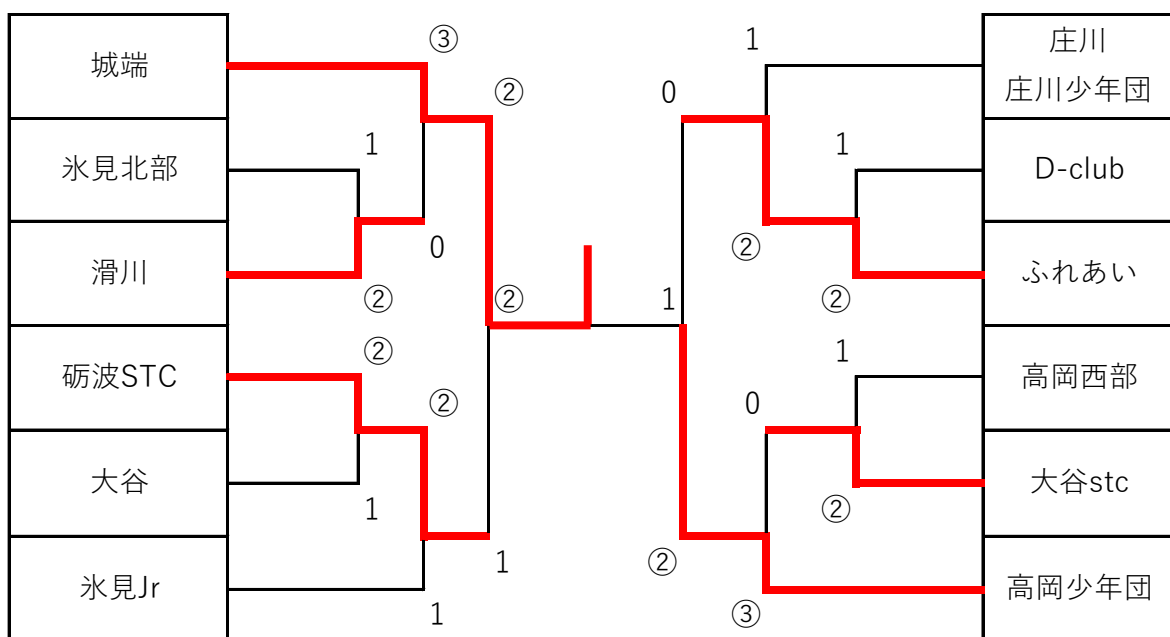 城端
氷見北部
滑川
砺波STC
大谷
氷見Jr
③
②
1
0
②
②
②
②
1
1
1
1
0
1
②
②
1
1
0
②
②
③
庄川
庄川少年団
D-club
ふれあい
高岡西部
大谷stc
高岡少年団